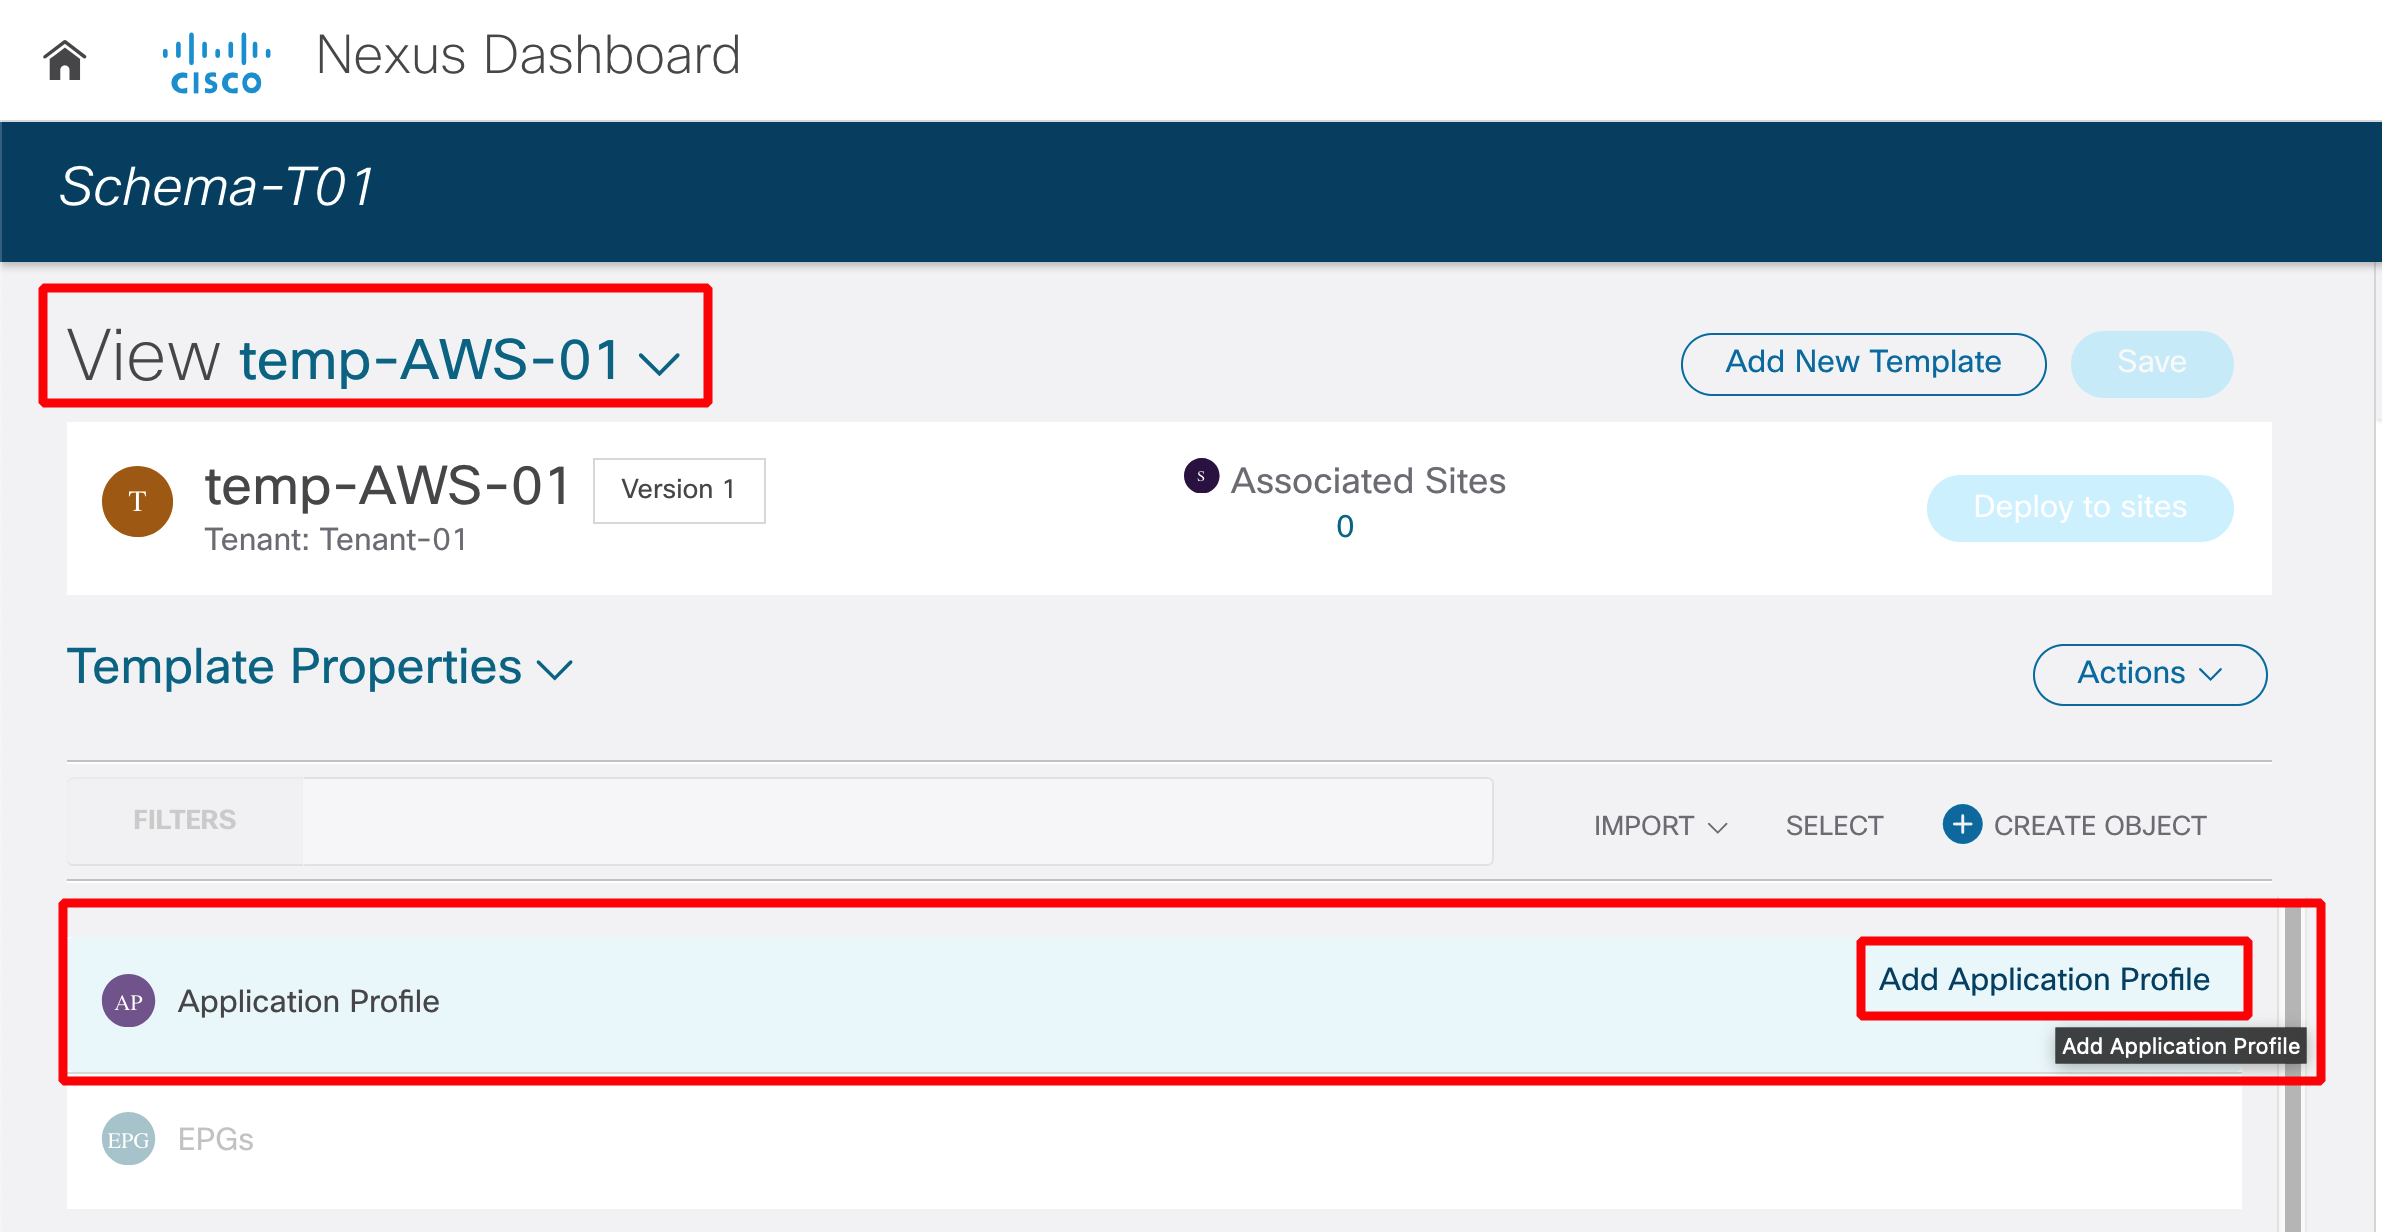 CISCO
Nexus Dashboard
Schema-T01
View temp-AWS-01
Add New Template
Save
T
temp-AWS-01
Version 1
Tenant: Tenant-01
S
Associated Sites
0
Deploy to sites
Template Properties
Actions
FILTERS
IMPORT
SELECT
CREATE OBJECT
AP
Application Profile
Add Application Profile
Add Application Profile
EPG
EPGs